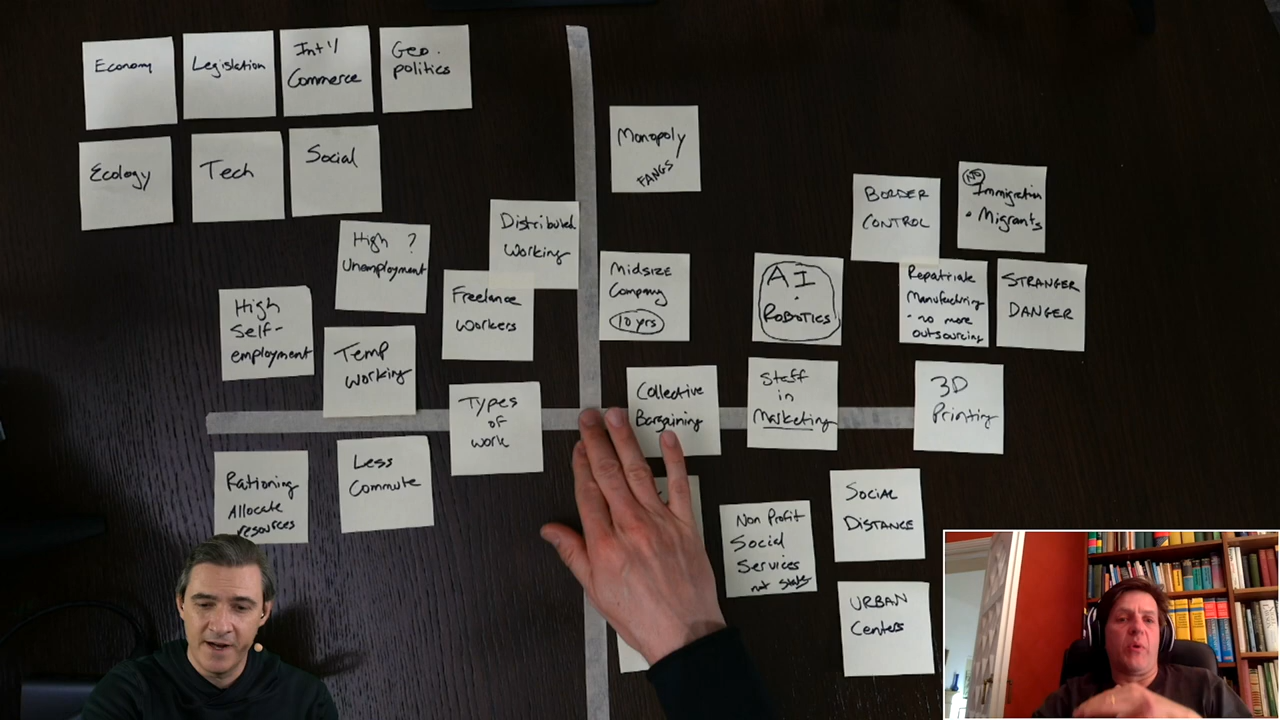 Economy
Legislation
Int'l
Commerce
Geo.
politics
Ecology
Tech
Social
Monopoly
FANGS
BORDER
CONTROL
NO
Immigration
• Migrants
Distributed
Working
High ?
Unemployment
Freelance
Workers
MIDSIZE
Company
10 yrs
AI
•
ROBOTICS
Repatriate
Manufacturing
• no more
outsourcing
STRANGER
DANGER
High
Self-
employment
Temp
Working
Types
of
work
Collective
Bargaining
Staff
in
Marketing
3D
Printing
Rationing
Allocate
resources
Less
Commute
Non Profit
Social
Services
not state
SOCIAL
DISTANCE
URBAN
Centers